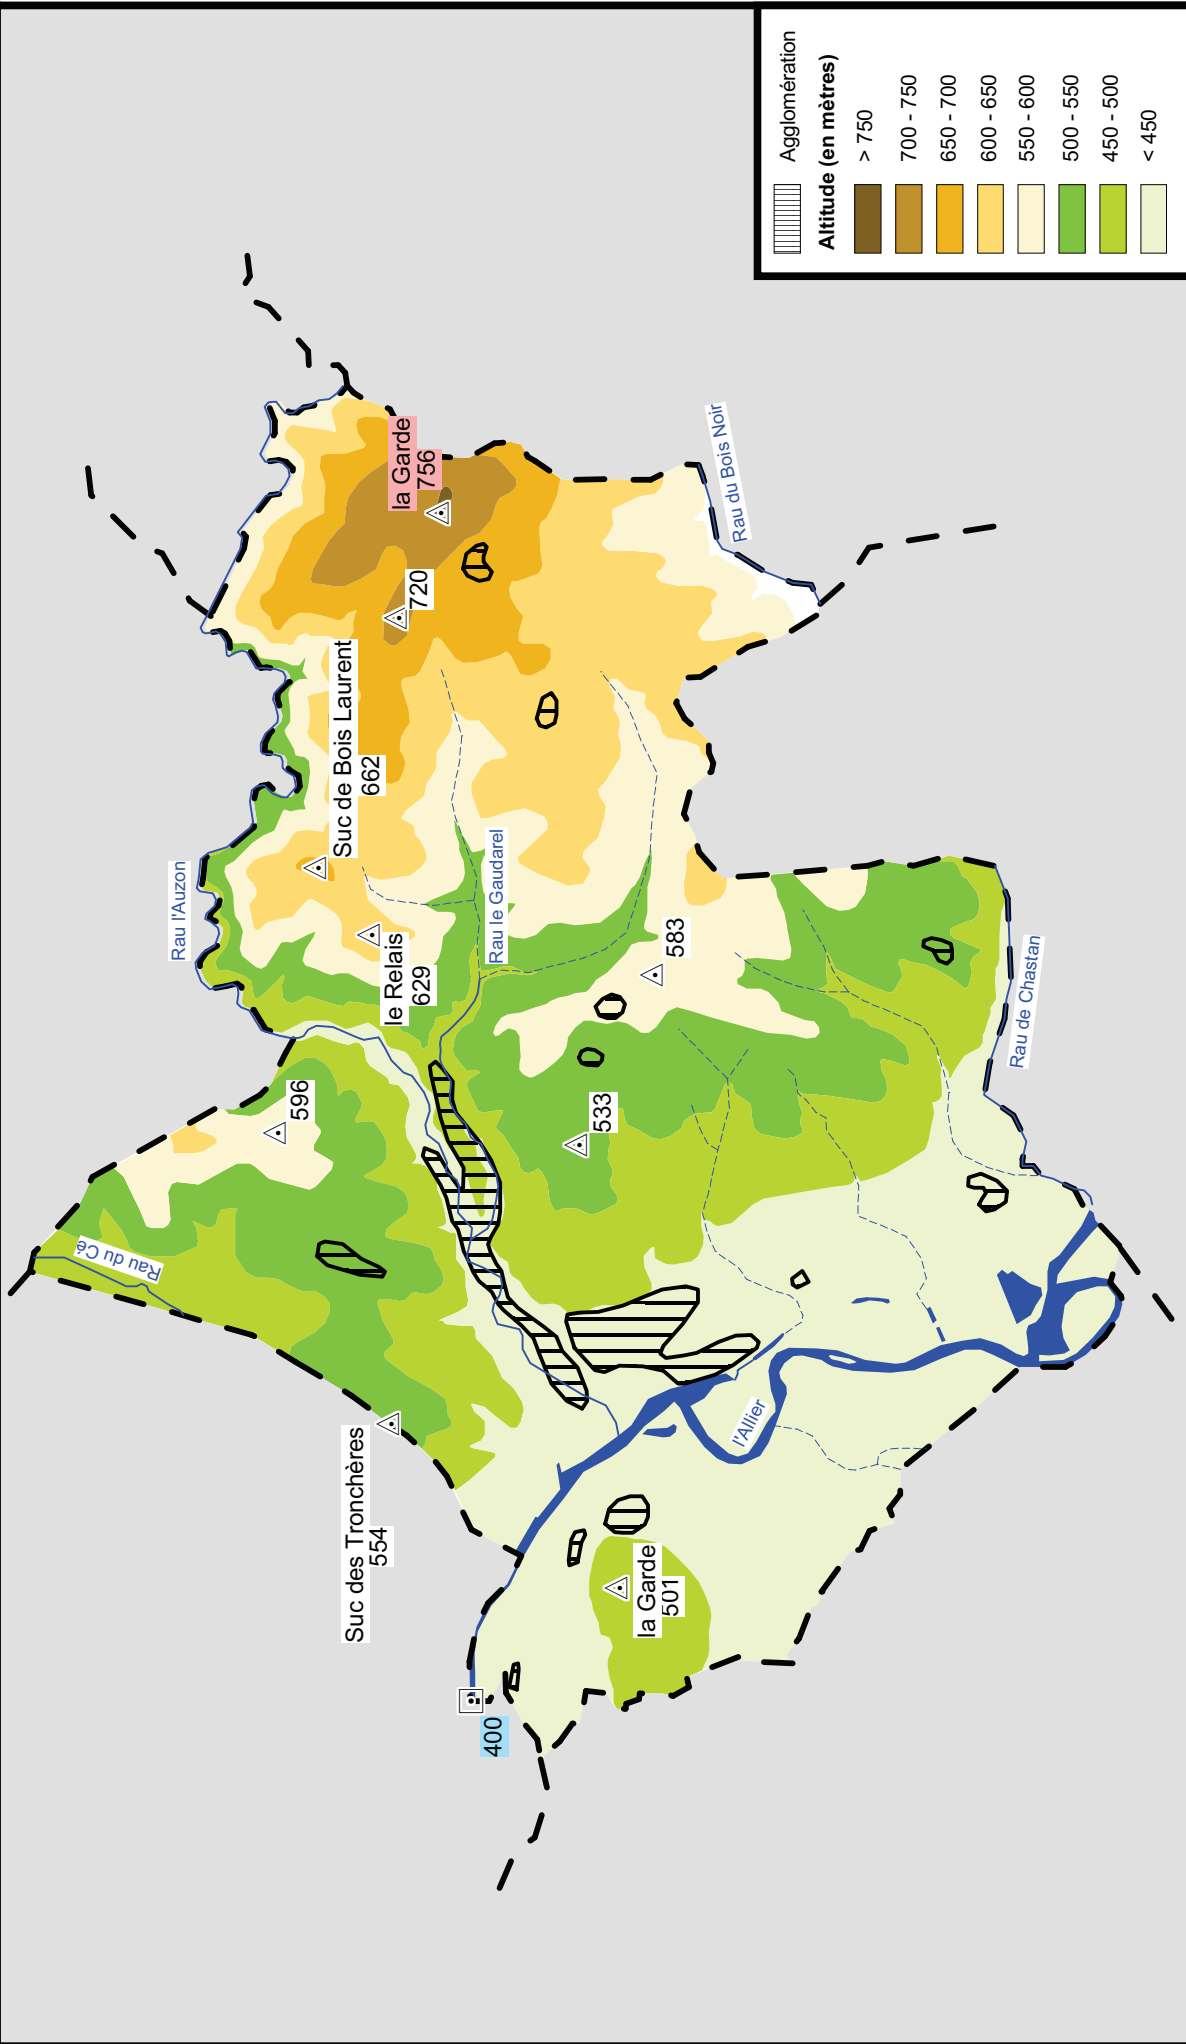 Rau du Cé
Rau l'Auzon
596
Suc des Tronchères
554
Suc de Bois Laurent
662
le Relais
629
720
la Garde
756
Rau le Gaudarel
400
533
583
la Garde
501
l'Allier
Rau du Bois Noir
Rau de Chastan
Agglomération
Altitude (en mètres)
> 750
700 - 750
650 - 700
600 - 650
550 - 600
500 - 550
450 - 500
< 450